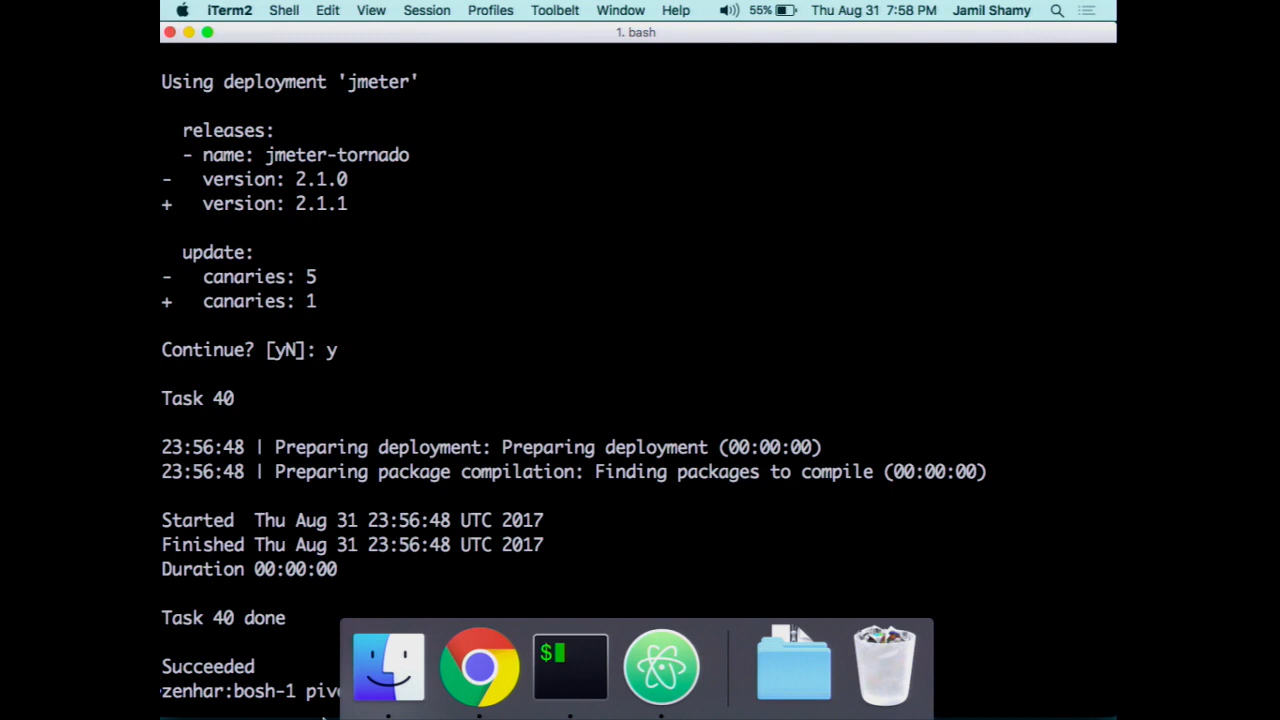 iTerm2 Shell Edit View Session Profiles Toolbelt Window Help 55% Thu Aug 31 7:58 PM Jamil Shamy
1. bash
Using deployment 'jmeter'
releases:
- name: jmeter-tornado
- version: 2.1.0
+ version: 2.1.1
update:
- canaries: 5
+ canaries: 1
Continue? [yN]: y
Task 40
23:56:48 | Preparing deployment: Preparing deployment (00:00:00)
23:56:48 | Preparing package compilation: Finding packages to compile (00:00:00)
Started Thu Aug 31 23:56:48 UTC 2017
Finished Thu Aug 31 23:56:48 UTC 2017
Duration 00:00:00
Task 40 done
$
Succeeded
zenhar:bosh-1